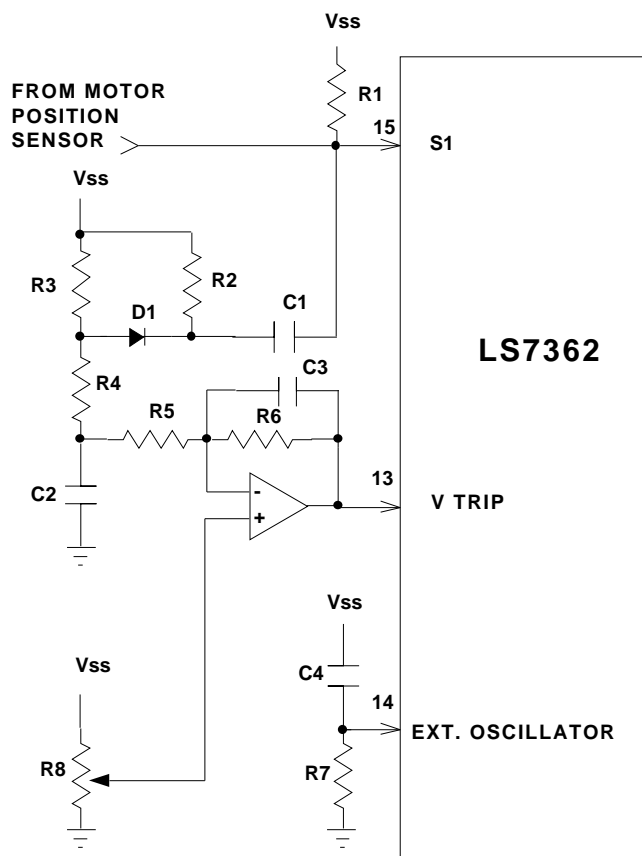 Vss
R1
FROM MOTOR
POSITION
SENSOR
15
S1
Vss
R3
R2
D1
C1
LS7362
R4
C3
R5
R6
C2
-
+
13
V TRIP
Vss
Vss
C4
14
EXT. OSCILLATOR
R8
R7